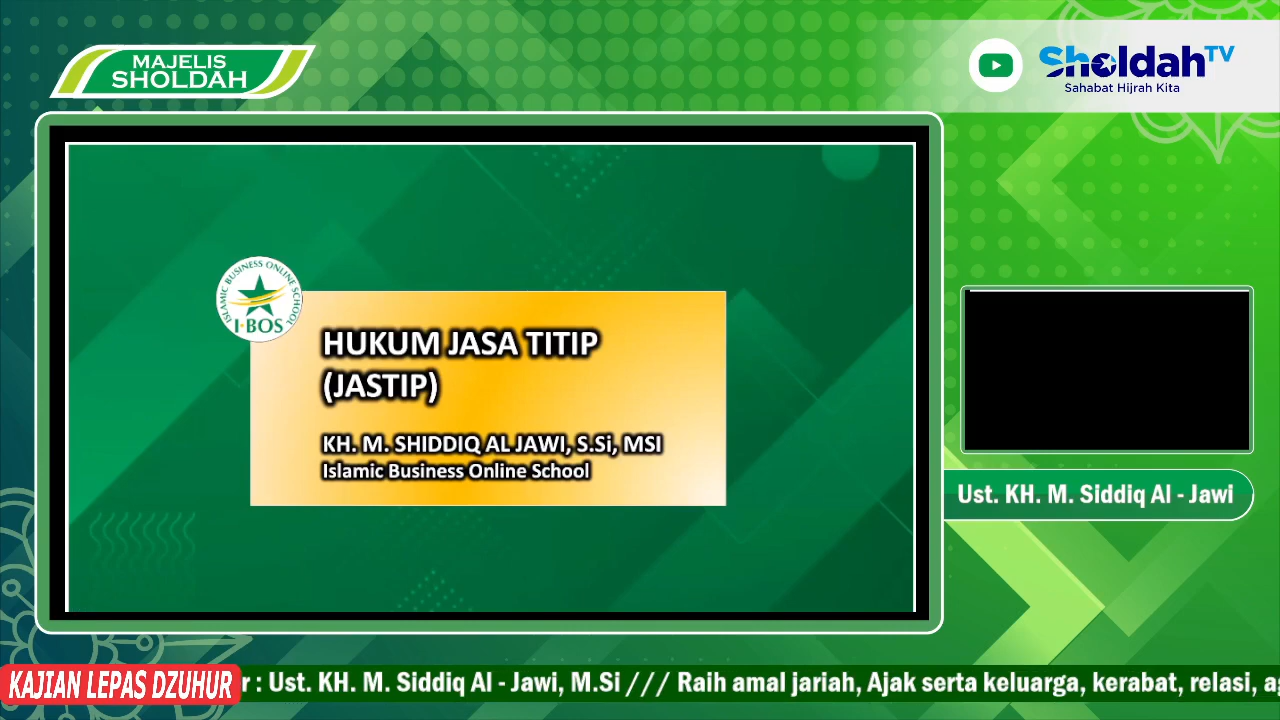 MAJELIS
SHOLDAH
SholdahTV
Sahabat Hijrah Kita
ISLAMIC BUSINESS ONLINE SCHOOL
I-BOS
HUKUM JASA TITIP
(JASTIP)
KH. M. SHIDDIQ AL JAWI, S.Si, MSI
Islamic Business Online School
Ust. KH. M. Siddiq Al - Jawi
KAJIAN LEPAS DZUHUR
r : Ust. KH. M. Siddiq Al - Jawi, M.Si /// Raih amal jariah, Ajak serta keluarga, kerabat, relasi,